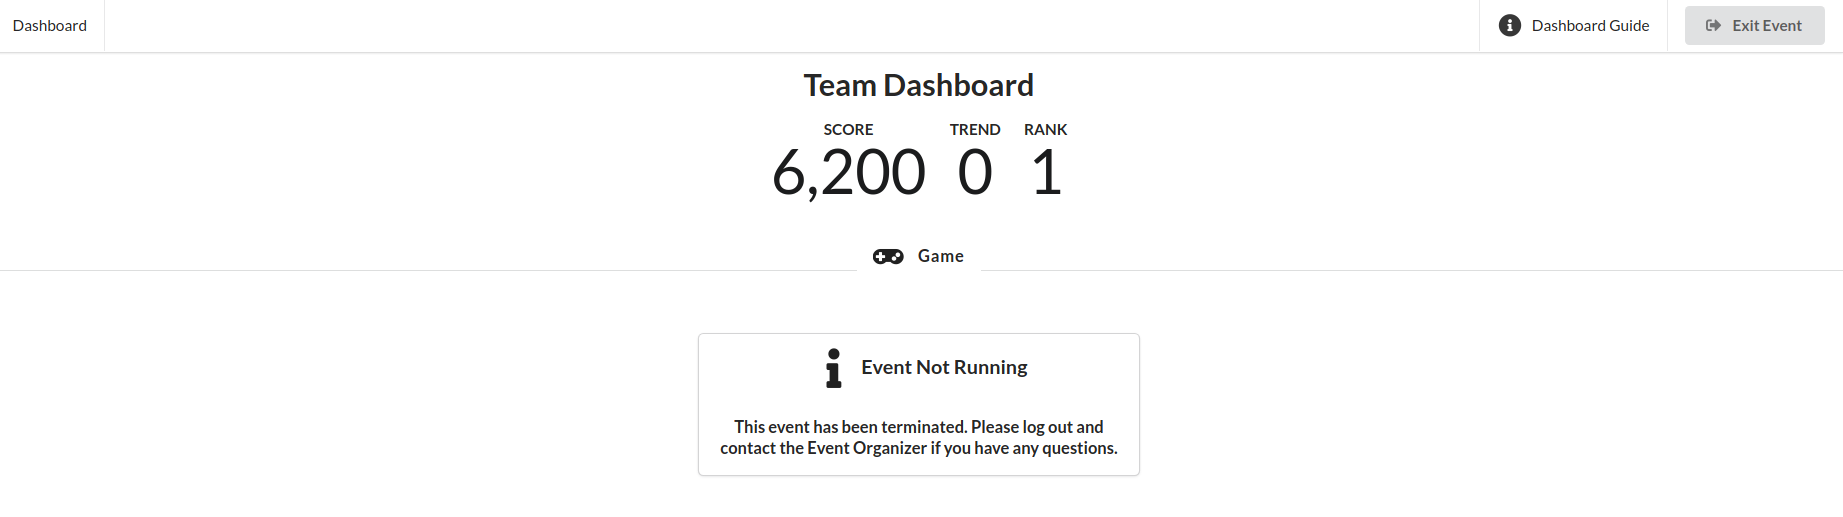 Dashboard
Dashboard Guide
Exit Event
Team Dashboard
SCORE TREND RANK
6,200 0 1
Game
Event Not Running
This event has been terminated. Please log out and
contact the Event Organizer if you have any questions.